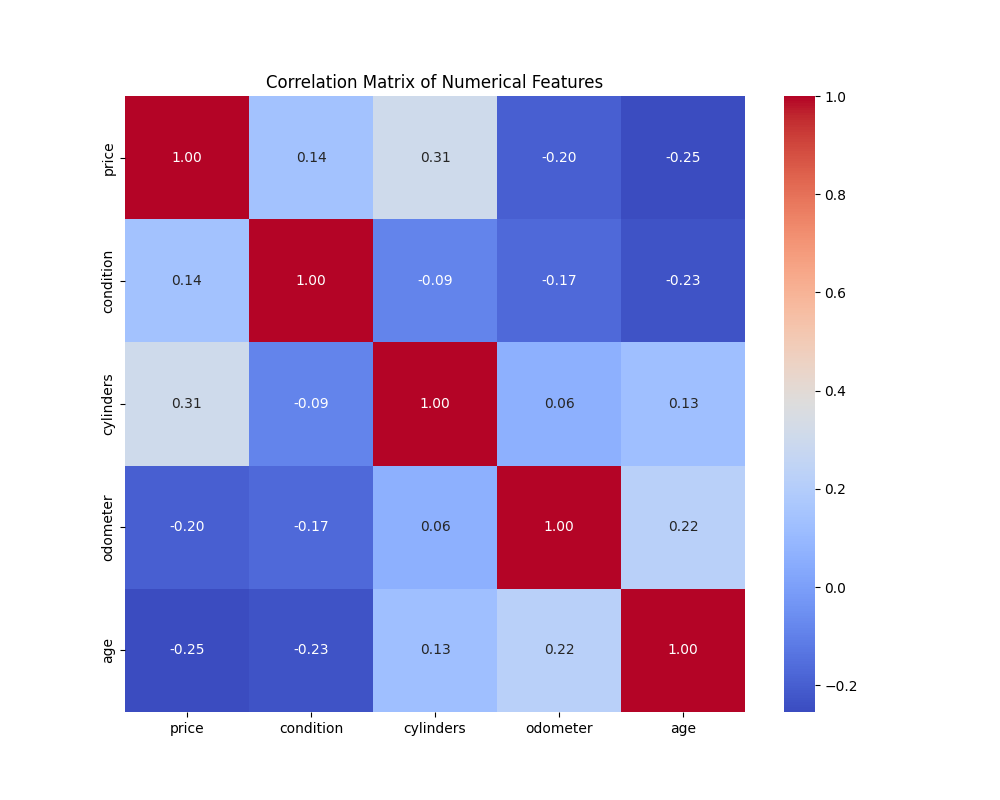 Correlation Matrix of Numerical Features
price 1.00 0.14 0.31 -0.20 -0.25
condition 0.14 1.00 -0.09 -0.17 -0.23
cylinders 0.31 -0.09 1.00 0.06 0.13
odometer -0.20 -0.17 0.06 1.00 0.22
age -0.25 -0.23 0.13 0.22 1.00
price condition cylinders odometer age
1.0
0.8
0.6
0.4
0.2
0.0
−0.2